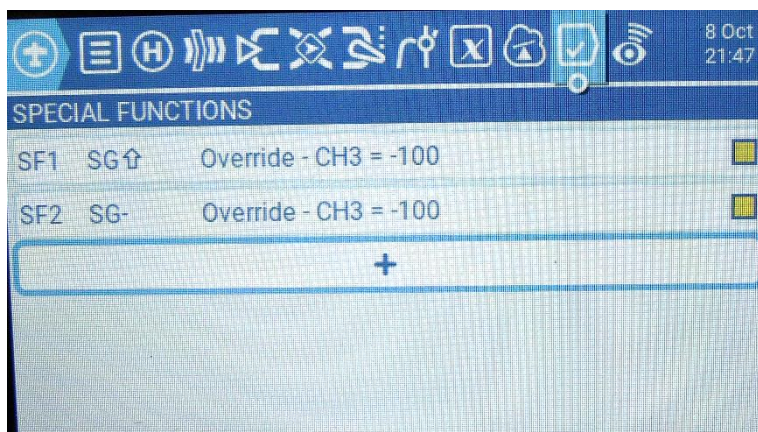 8 Oct
21:47
SPECIAL FUNCTIONS
SF1 SG⇧ Override - CH3 = -100
SF2 SG- Override - CH3 = -100
+